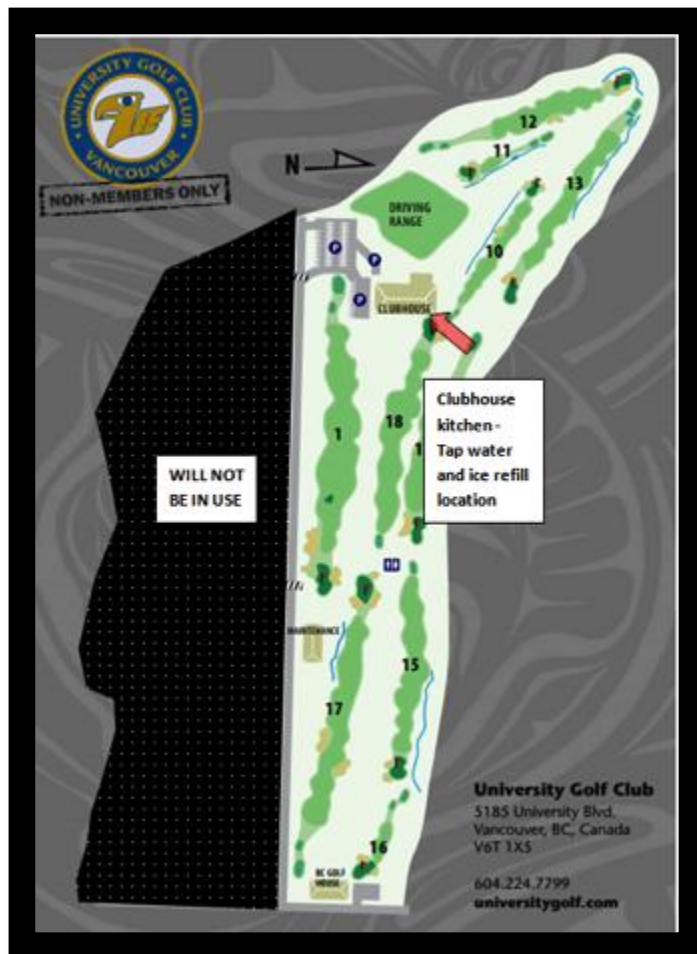 UNIVERSITY GOLF CLUB
VANCOUVER
NON-MEMBERS ONLY
N
12
11
13
DRIVING
RANGE
10
P
P
P
CLUBHOUSE
Clubhouse
kitchen -
Tap water
and ice refill
location
18
1
1
WILL NOT
BE IN USE
MAINTENANCE
15
17
16
BC GOLF
HOUSE
University Golf Club
5185 University Blvd.
Vancouver, BC, Canada
V6T 1X5
604.224.7799
universitygolf.com